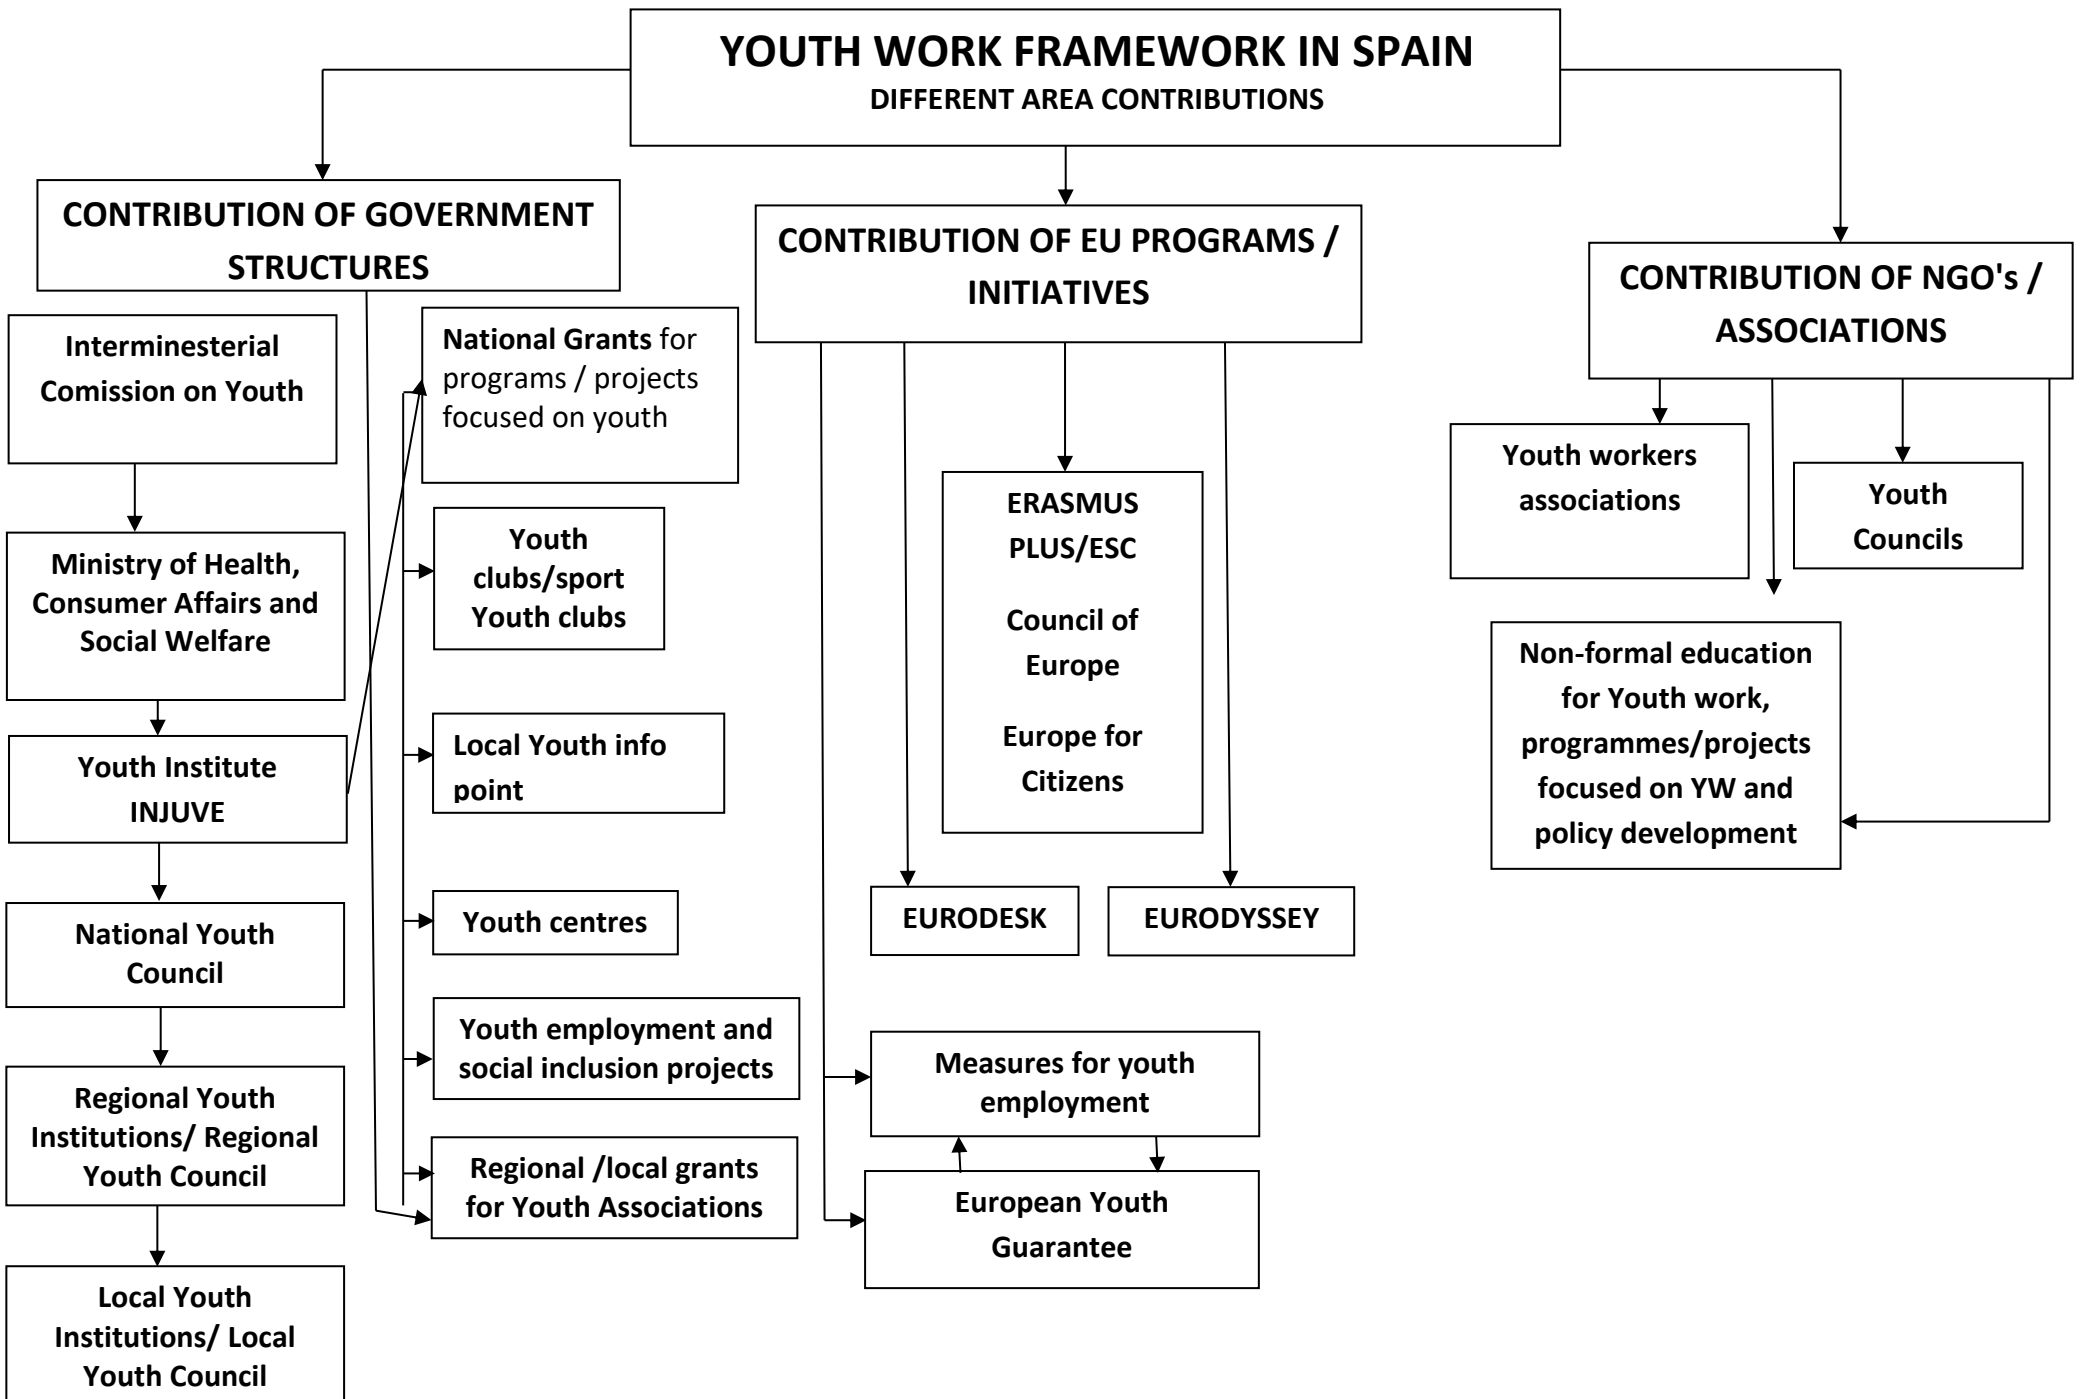 YOUTH WORK FRAMEWORK IN SPAIN
DIFFERENT AREA CONTRIBUTIONS
CONTRIBUTION OF GOVERNMENT
STRUCTURES
Interminesterial
Comission on Youth
Ministry of Health,
Consumer Affairs and
Social Welfare
Youth Institute
INJUVE
National Youth
Council
Regional Youth
Institutions/ Regional
Youth Council
Local Youth
Institutions/ Local
Youth Council
National Grants for
programs / projects
focused on youth
Youth
clubs/sport
Youth clubs
Local Youth info
point
Youth centres
Youth employment and
social inclusion projects
Regional /local grants
for Youth Associations
CONTRIBUTION OF EU PROGRAMS /
INITIATIVES
ERASMUS
PLUS/ESC
Council of
Europe
Europe for
Citizens
EURODESK
EURODYSSEY
Measures for youth
employment
European Youth
Guarantee
CONTRIBUTION OF NGO's /
ASSOCIATIONS
Youth workers
associations
Youth
Councils
Non-formal education
for Youth work,
programmes/projects
focused on YW and
policy development